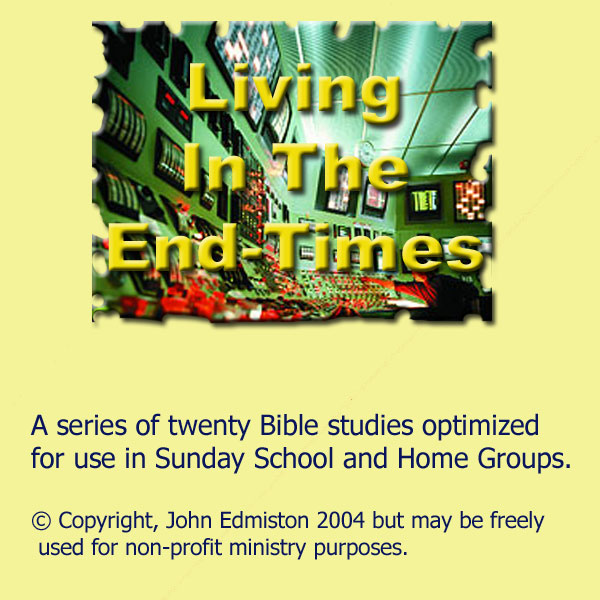 Living
In The
End-Times
A series of twenty Bible studies optimized
for use in Sunday School and Home Groups.
© Copyright, John Edmiston 2004 but may be freely
used for non-profit ministry purposes.